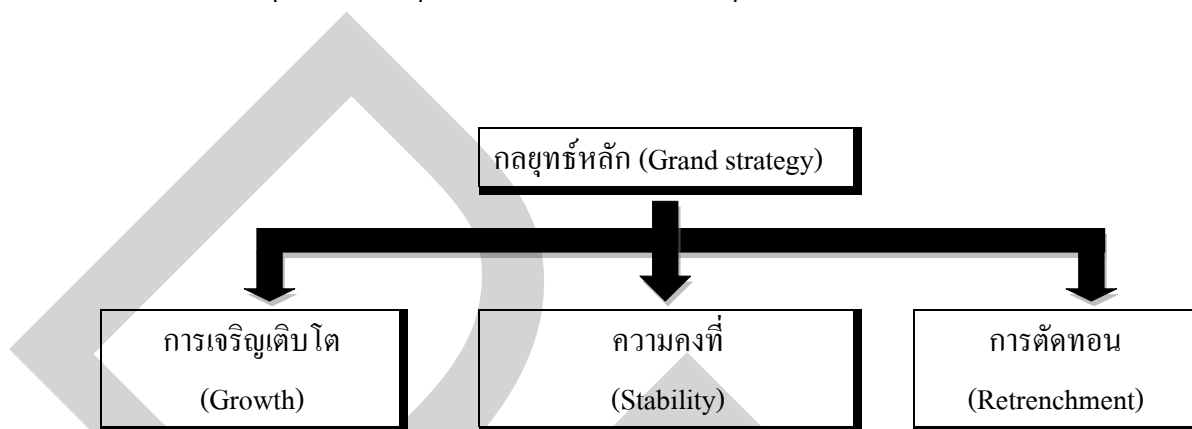 กลยุทธ์หลัก (Grand strategy)
การเจริญเติบโต
(Growth)
ความคงที่
(Stability)
การตัดทอน
(Retrenchment)